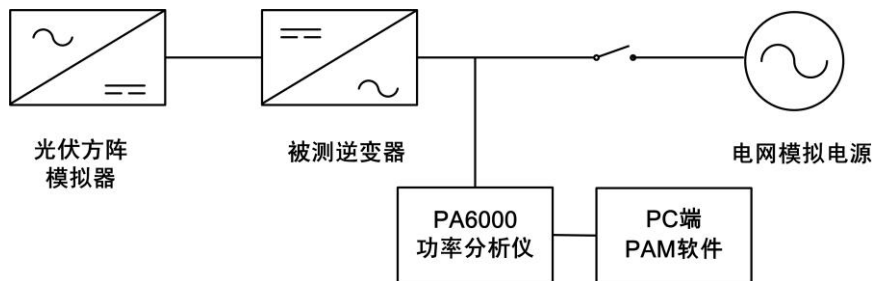 光伏方阵
模拟器
被测逆变器
电网模拟电源
PA6000
功率分析仪
PC端
PAM软件